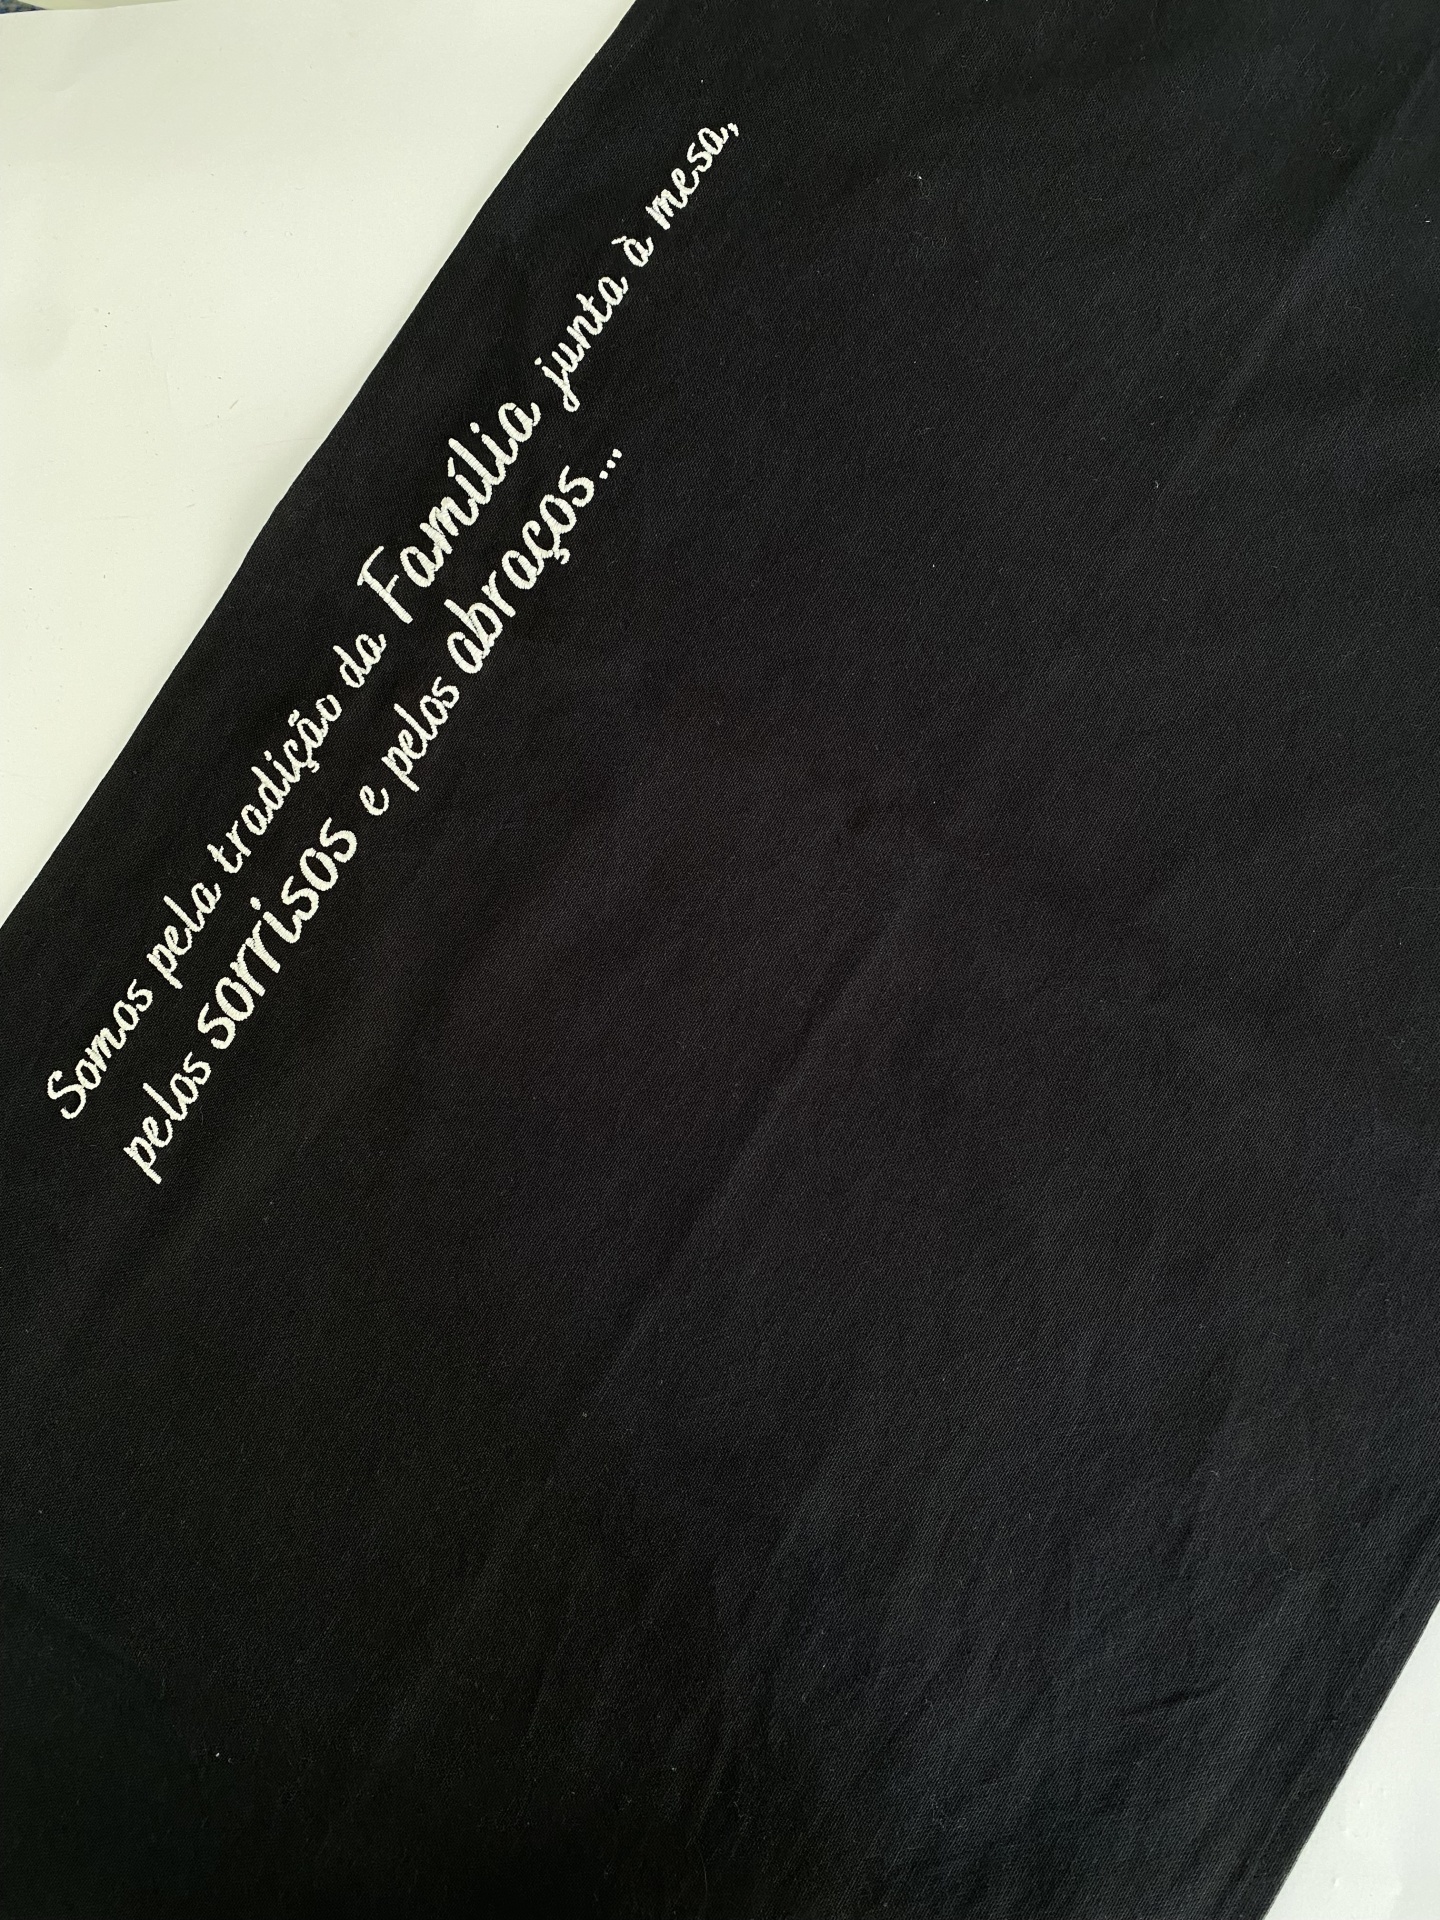 Somos pela tradição da Família junta à mesa,
pelos sorrisos e pelos abraços...